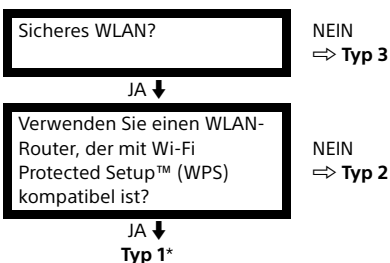 Sicheres WLAN?
NEIN
⇨ Typ 3
JA ⬇
Verwenden Sie einen WLAN-
Router, der mit Wi-Fi
Protected Setup™ (WPS)
kompatibel ist?
NEIN
⇨ Typ 2
JA ⬇
Typ 1*